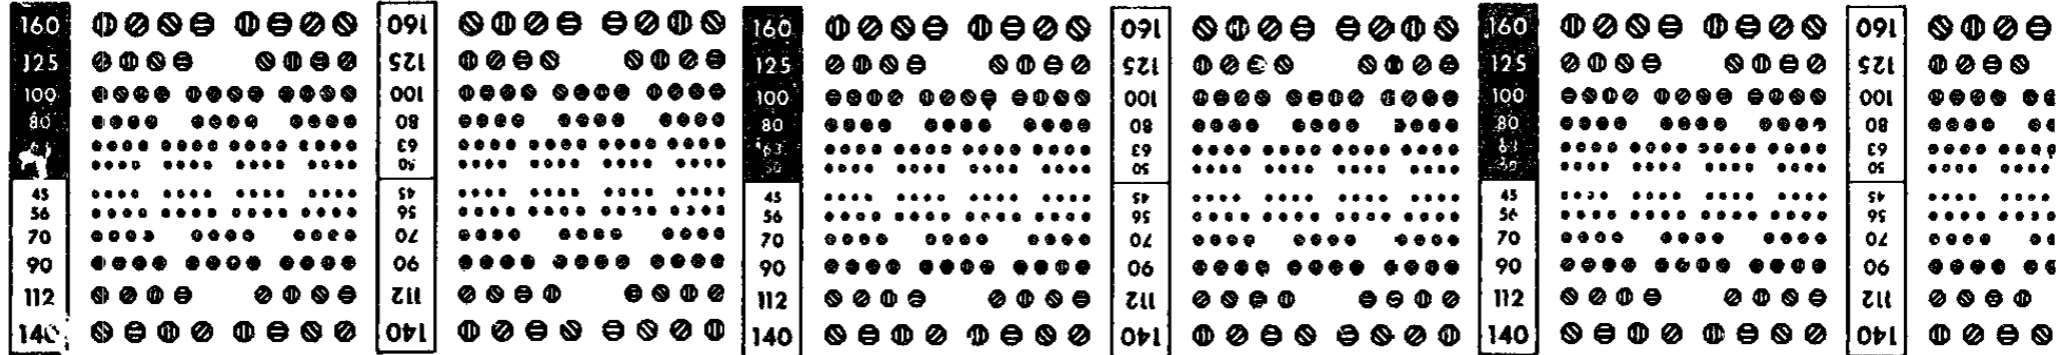 160 160 160 160 160 160
125 125 125 125 125 125
100 100 100 100 100 100
80 80 80 80 80 80
63 63 63 63 63
50 50 50 50
45 45 45 45 45 45
56 56 56 56 56 56
70 70 70 70 70 70
90 90 90 90 90 90
112 112 112 112 112 112
140 140 140 140 140 140